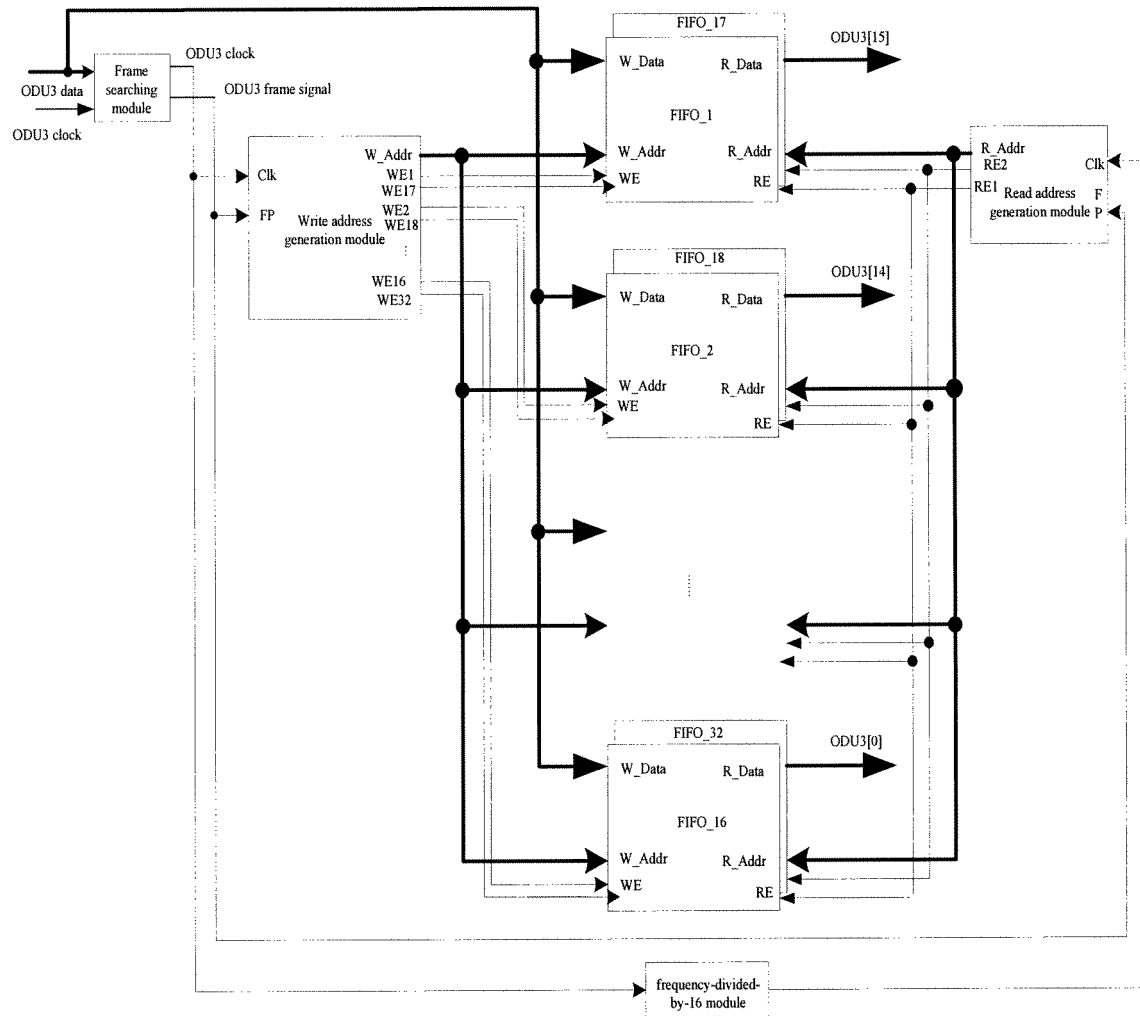 FIFO_17
ODU3[15]
ODU3 clock
W_Data
R_Data
Frame
searching
module
ODU3 data
ODU3 frame signal
FIFO_1
ODU3 clock
W_Addr
W_Addr
R_Addr
R_Addr
Clk
WE1
WE
RE2
Clk
WE17
RE
RE1
FP
WE2
WE18
Write address
generation module
Read address
generation module
F
P
FIFO_18
WE16
WE32
W_Data
R_Data
ODU3[14]
FIFO_2
W_Addr
R_Addr
WE
RE
FIFO_32
ODU3[0]
W_Data
R_Data
FIFO_16
W_Addr
R_Addr
WE
RE
frequency-divided-
by-16 module